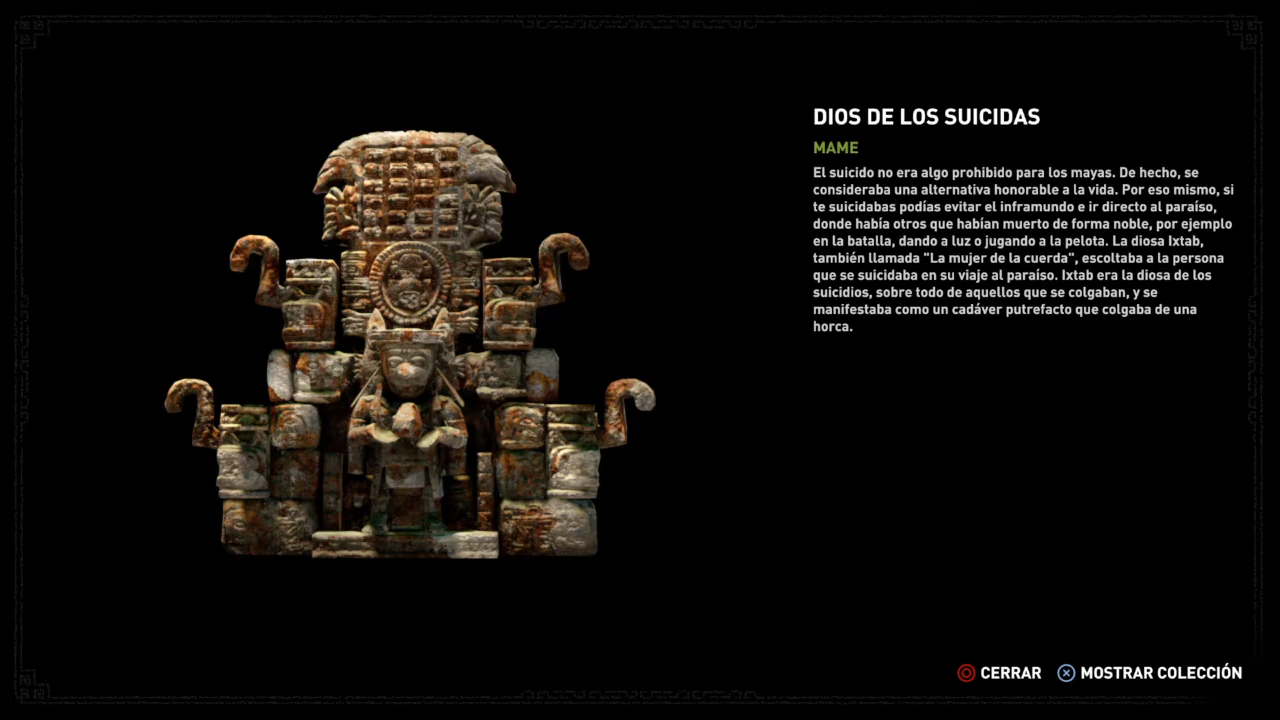 DIOS DE LOS SUICIDAS
MAME
El suicido no era algo prohibido para los mayas. De hecho, se
consideraba una alternativa honorable a la vida. Por eso mismo, si
te suicidabas podías evitar el inframundo e ir directo al paraíso,
donde había otros que habían muerto de forma noble, por ejemplo
en la batalla, dando a luz o jugando a la pelota. La diosa Ixtab,
también llamada "La mujer de la cuerda", escoltaba a la persona
que se suicidaba en su viaje al paraíso. Ixtab era la diosa de los
suicidios, sobre todo de aquellos que se colgaban, y se
manifestaba como un cadáver putrefacto que colgaba de una
horca.
CERRAR MOSTRAR COLECCIÓN